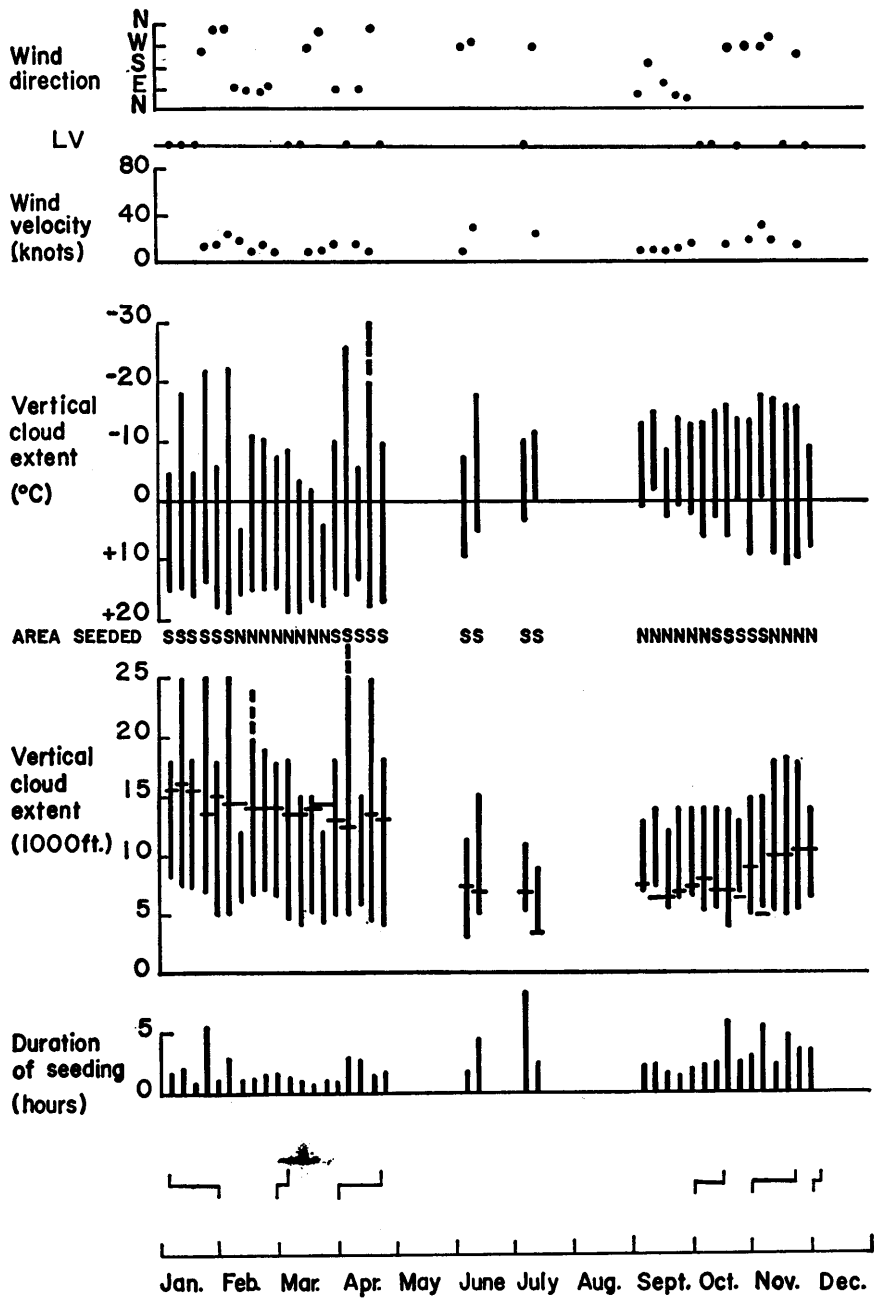 N
W
S
E
N
Wind
direction
LV
80
40
0
Wind
velocity
(knots)
-30
-20
-10
0
+10
+20
Vertical
cloud
extent
(°C)
AREA SEEDED SSSSSSNNNNNNNNSSSSS SS SS NNNNNNSSSSSNNNN
25
20
15
10
5
0
Vertical
cloud
extent
(1000ft.)
5
0
Duration
of seeding
(hours)
Jan. Feb. Mar. Apr. May June July Aug. Sept. Oct. Nov. Dec.